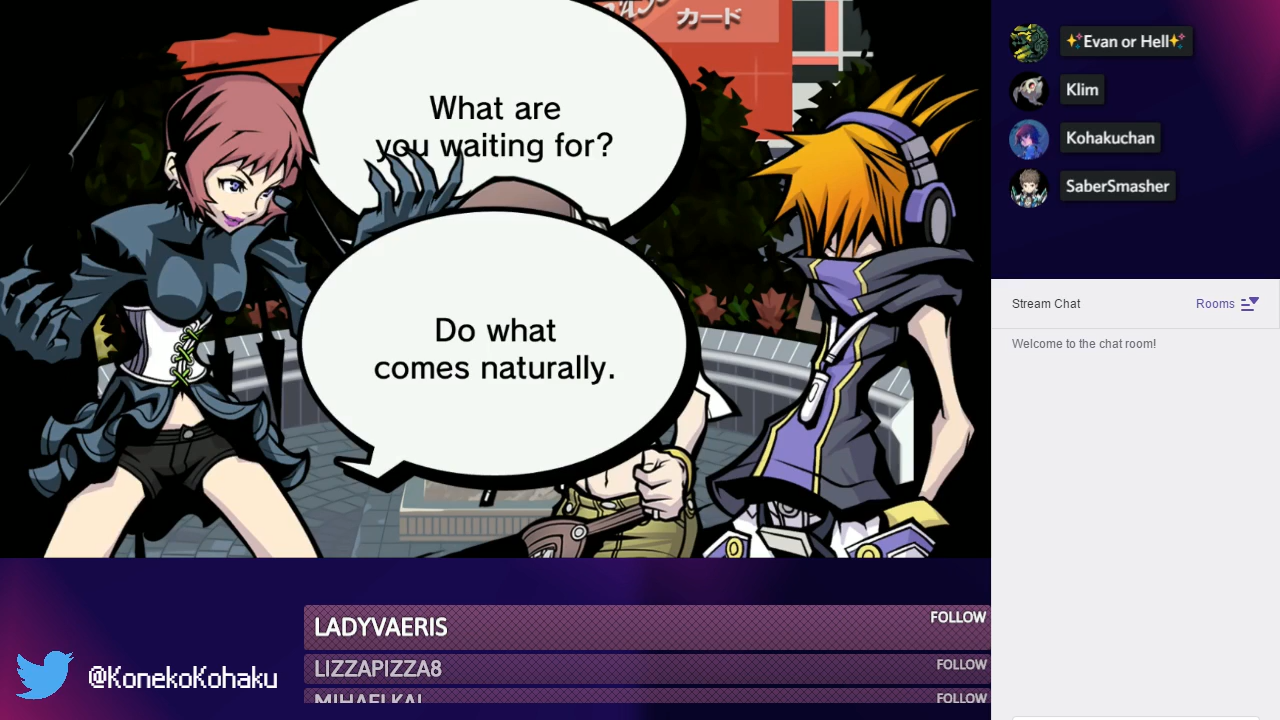 カード
What are
you waiting for?
Do what
comes naturally.
✨Evan or Hell✨
Klim
Kohakuchan
SaberSmasher
Stream Chat
Rooms
Welcome to the chat room!
LADYVAERIS
FOLLOW
LIZZAPIZZA8
FOLLOW
FOLLOW
@KonekoKohaku